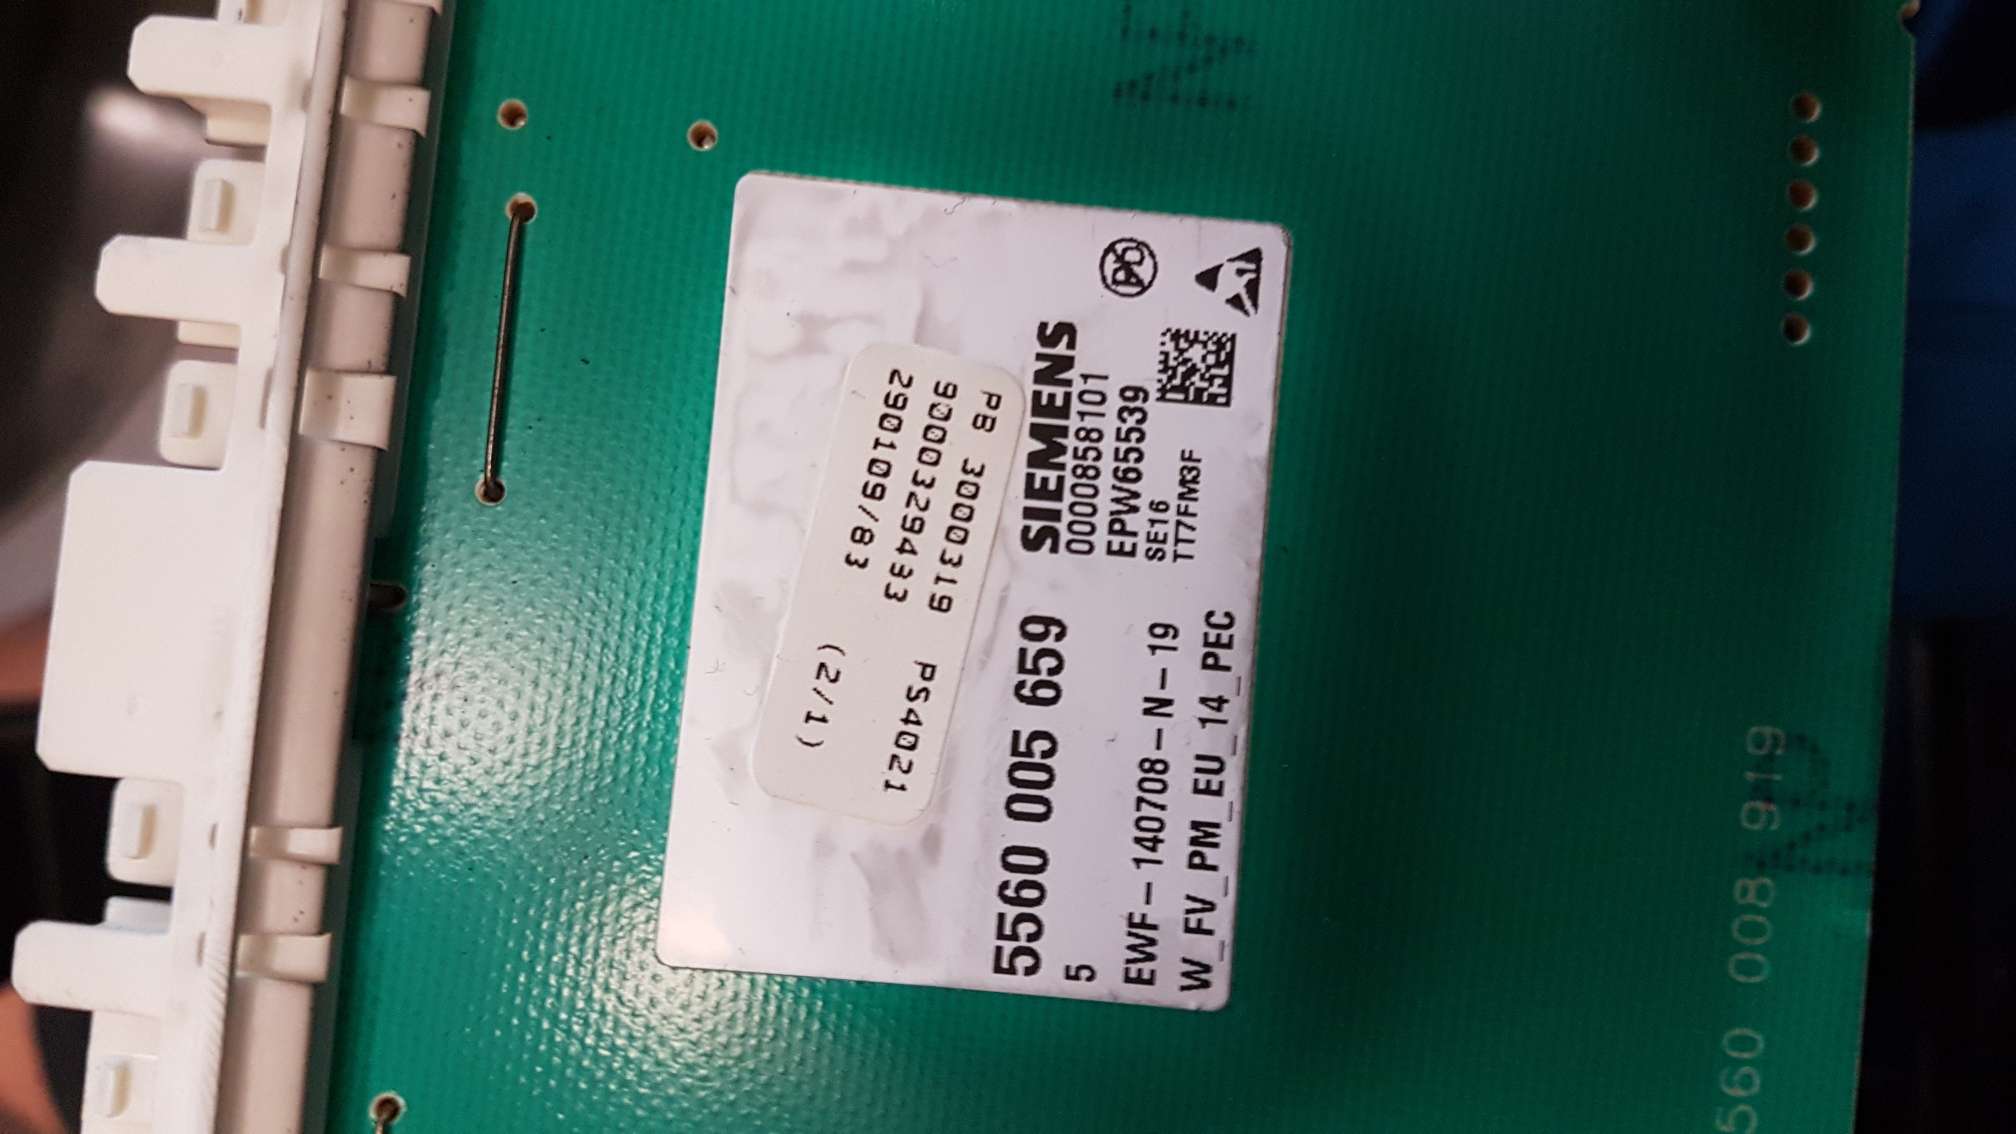 5560 005 659
5
EWF-140708-N-19
W_FV_PM_EU_14_PEC
SIEMENS
0000858101
EPW65539
SE16
TT7FM3F
PB 3000319 PS4021
9000329433
290109/83 (2/1)
560 008 919